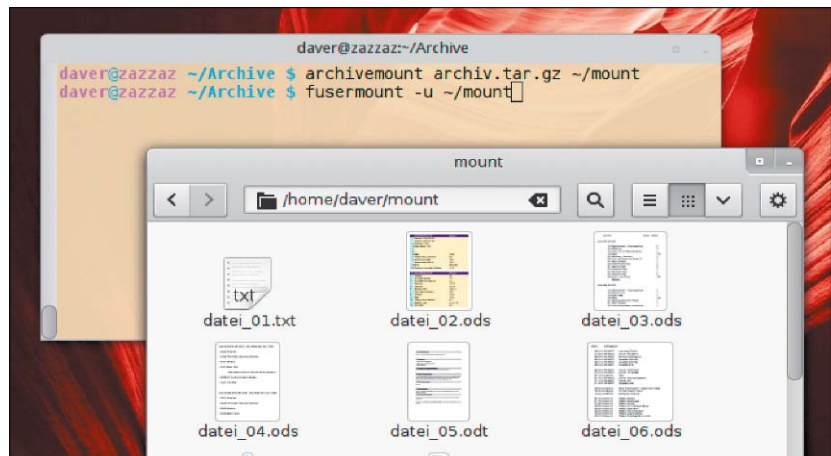 daver@zazzaz:~/Archive
daver@zazzaz ~/Archive $ archivemount archiv.tar.gz ~/mount
daver@zazzaz ~/Archive $ fusermount -u ~/mount
mount
/home/daver/mount
txt
datei_01.txt
datei_02.ods
datei_03.ods
datei_04.ods
datei_05.odt
datei_06.ods